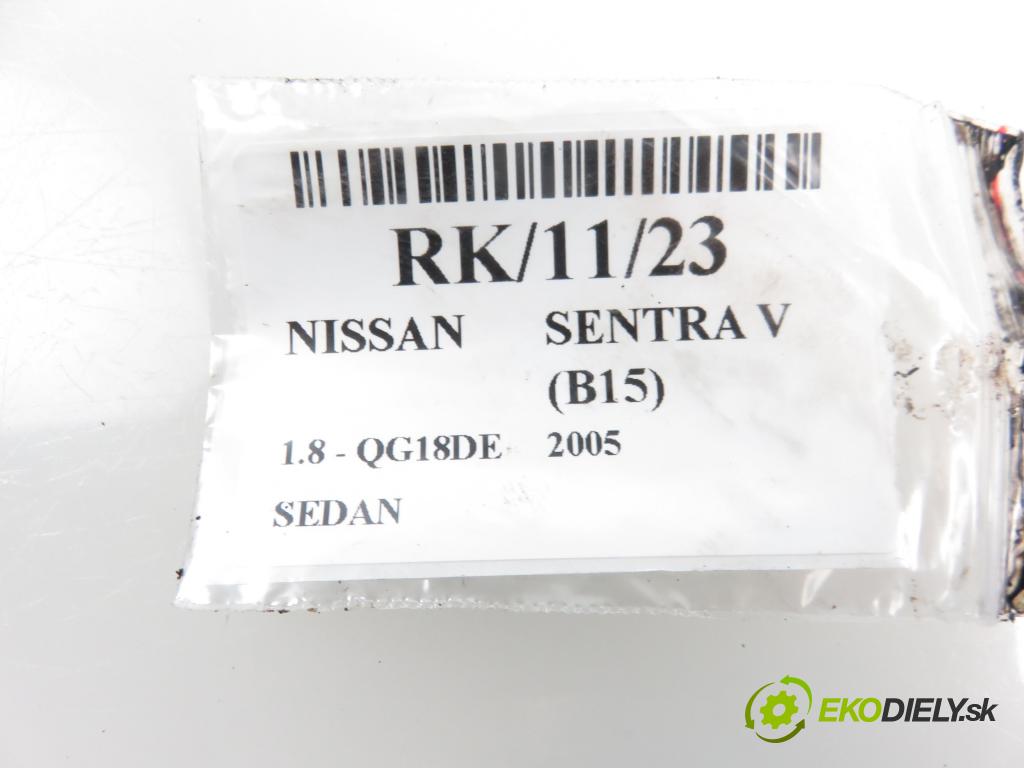 RK/11/23
NISSAN SENTRA V
(B15)
1.8 - QG18DE 2005
SEDAN
EKODIELY.sk